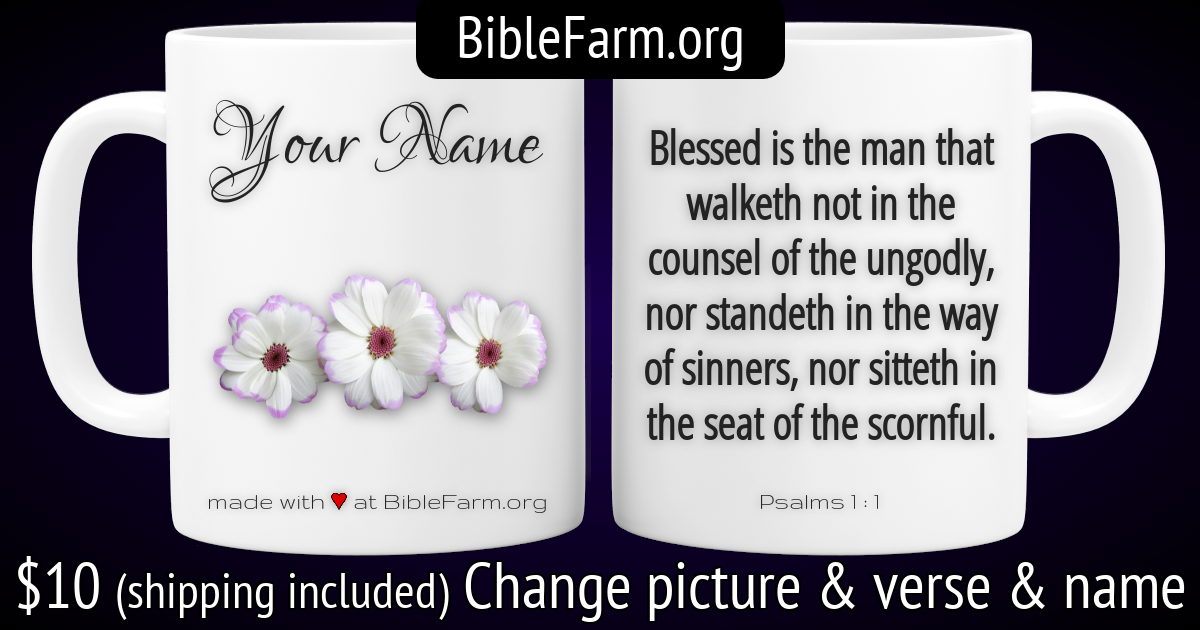 BibleFarm.org
Your Name
made with ♥ at BibleFarm.org
Blessed is the man that
walketh not in the
counsel of the ungodly,
nor standeth in the way
of sinners, nor sitteth in
the seat of the scornful.
Psalms 1 : 1
$10 (shipping included) Change picture & verse & name